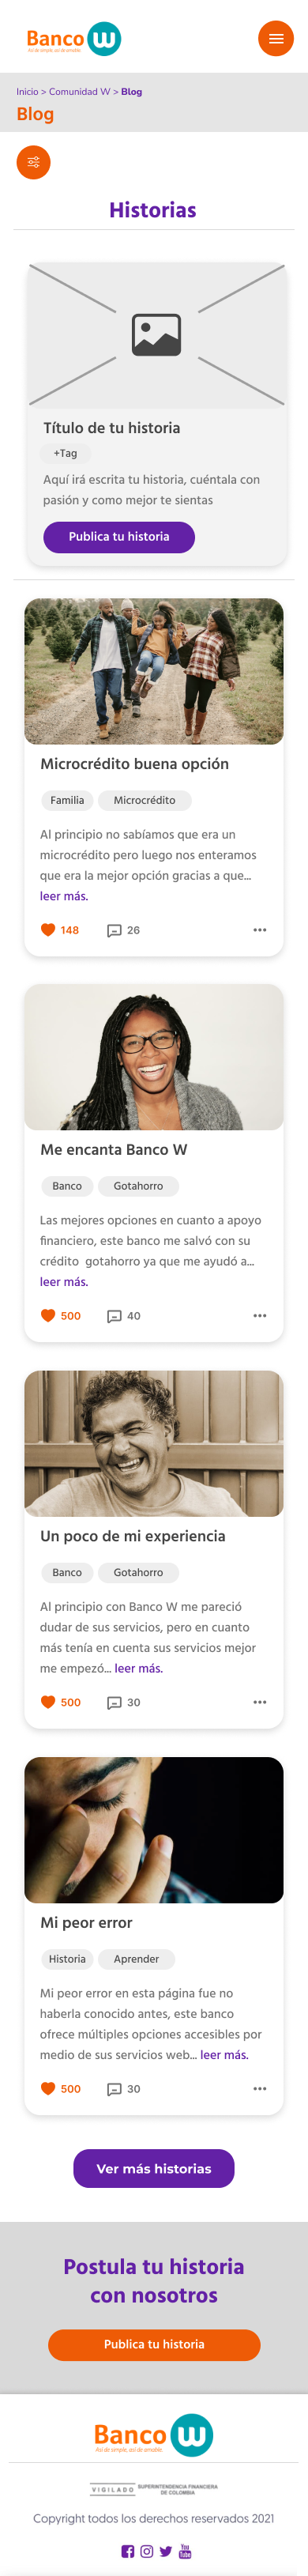 Banco W
Así de simple, así de amable.
Inicio > Comunidad W > Blog
Blog
Historias
Título de tu historia
+Tag
Aquí irá escrita tu historia, cuéntala con
pasión y como mejor te sientas
Publica tu historia
Microcrédito buena opción
Familia Microcrédito
Al principio no sabíamos que era un
microcrédito pero luego nos enteramos
que era la mejor opción gracias a que...
leer más.
148 26
Me encanta Banco W
Banco Gotahorro
Las mejores opciones en cuanto a apoyo
financiero, este banco me salvó con su
crédito gotahorro ya que me ayudó a...
leer más.
500 40
Un poco de mi experiencia
Banco Gotahorro
Al principio con Banco W me pareció
dudar de sus servicios, pero en cuanto
más tenía en cuenta sus servicios mejor
me empezó... leer más.
500 30
Mi peor error
Historia Aprender
Mi peor error en esta página fue no
haberla conocido antes, este banco
ofrece múltiples opciones accesibles por
medio de sus servicios web... leer más.
500 30
Ver más historias
Postula tu historia
con nosotros
Publica tu historia
Banco W
Así de simple, así de amable.
VIGILADO SUPERINTENDENCIA FINANCIERA
DE COLOMBIA
Copyright todos los derechos reservados 2021
You
Tube